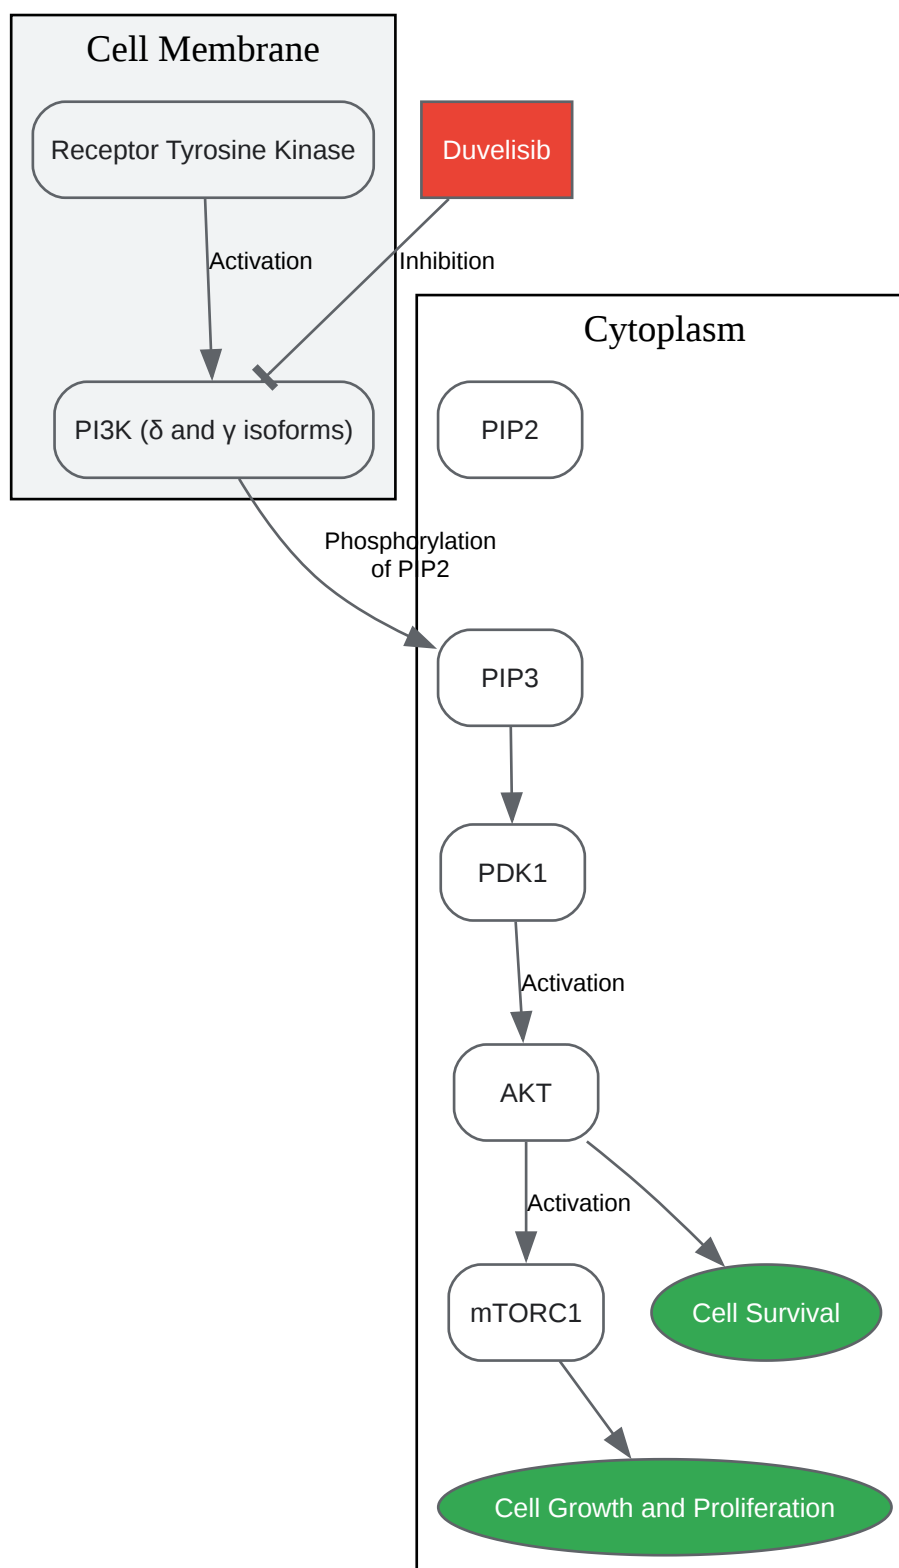 Cell Membrane
Receptor Tyrosine Kinase
Duvelisib
Activation
Inhibition
Cytoplasm
PI3K (δ and γ isoforms)
PIP2
Phosphorylation
of PIP2
PIP3
PDK1
Activation
AKT
Activation
mTORC1
Cell Survival
Cell Growth and Proliferation